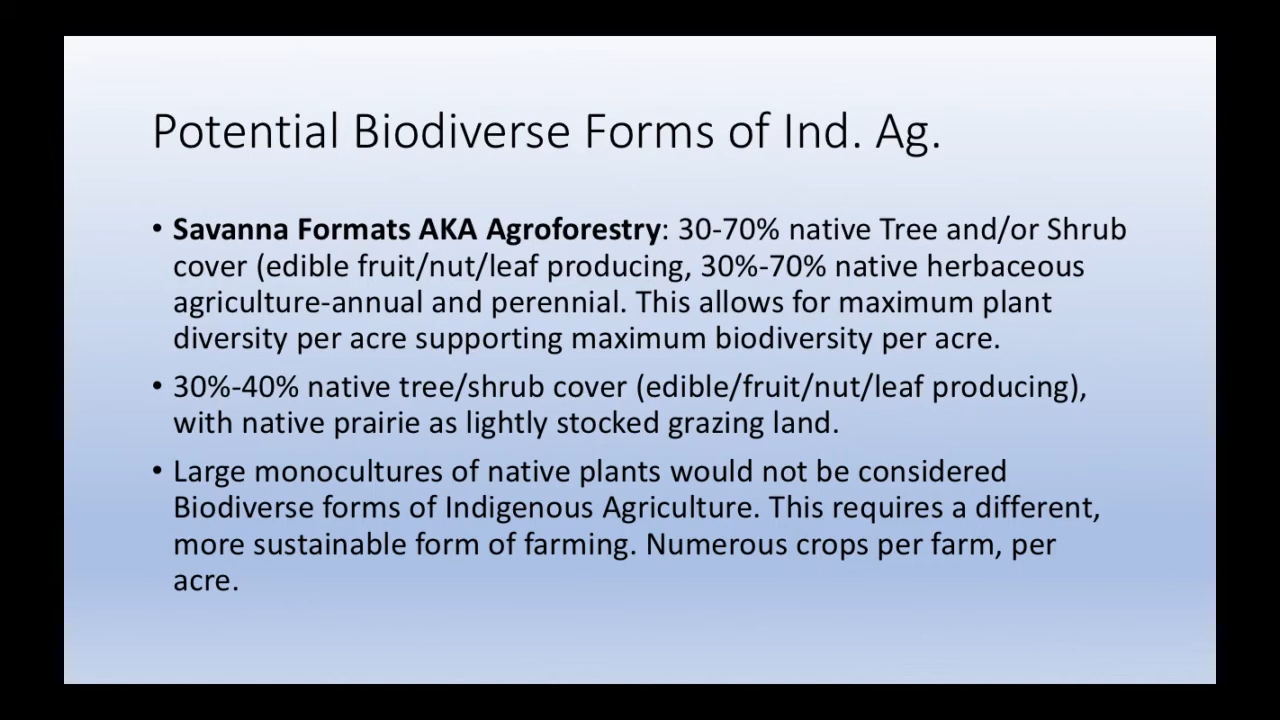 Potential Biodiverse Forms of Ind. Ag.
• Savanna Formats AKA Agroforestry: 30-70% native Tree and/or Shrub
cover (edible fruit/nut/leaf producing, 30%-70% native herbaceous
agriculture-annual and perennial. This allows for maximum plant
diversity per acre supporting maximum biodiversity per acre.
• 30%-40% native tree/shrub cover (edible/fruit/nut/leaf producing),
with native prairie as lightly stocked grazing land.
• Large monocultures of native plants would not be considered
Biodiverse forms of Indigenous Agriculture. This requires a different,
more sustainable form of farming. Numerous crops per farm, per
acre.